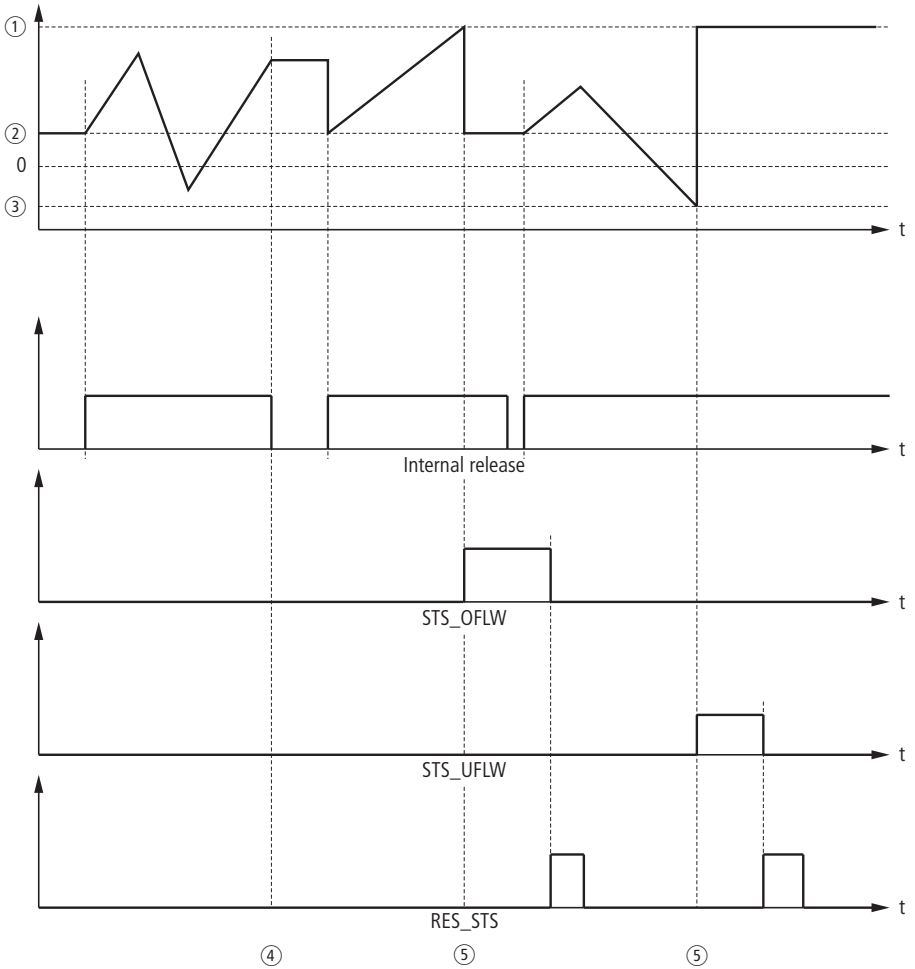 ①
②
0
③
t
t
Internal release
t
STS_OFLW
t
STS_UFLW
t
RES_STS
④ ⑤ ⑤